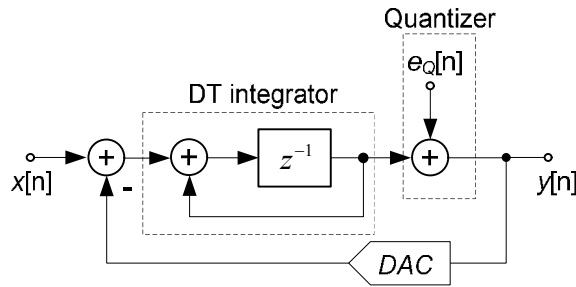 Quantizer
e_Q[n]
DT integrator
+
+
z^{-1}
+
-
x[n]
y[n]
DAC